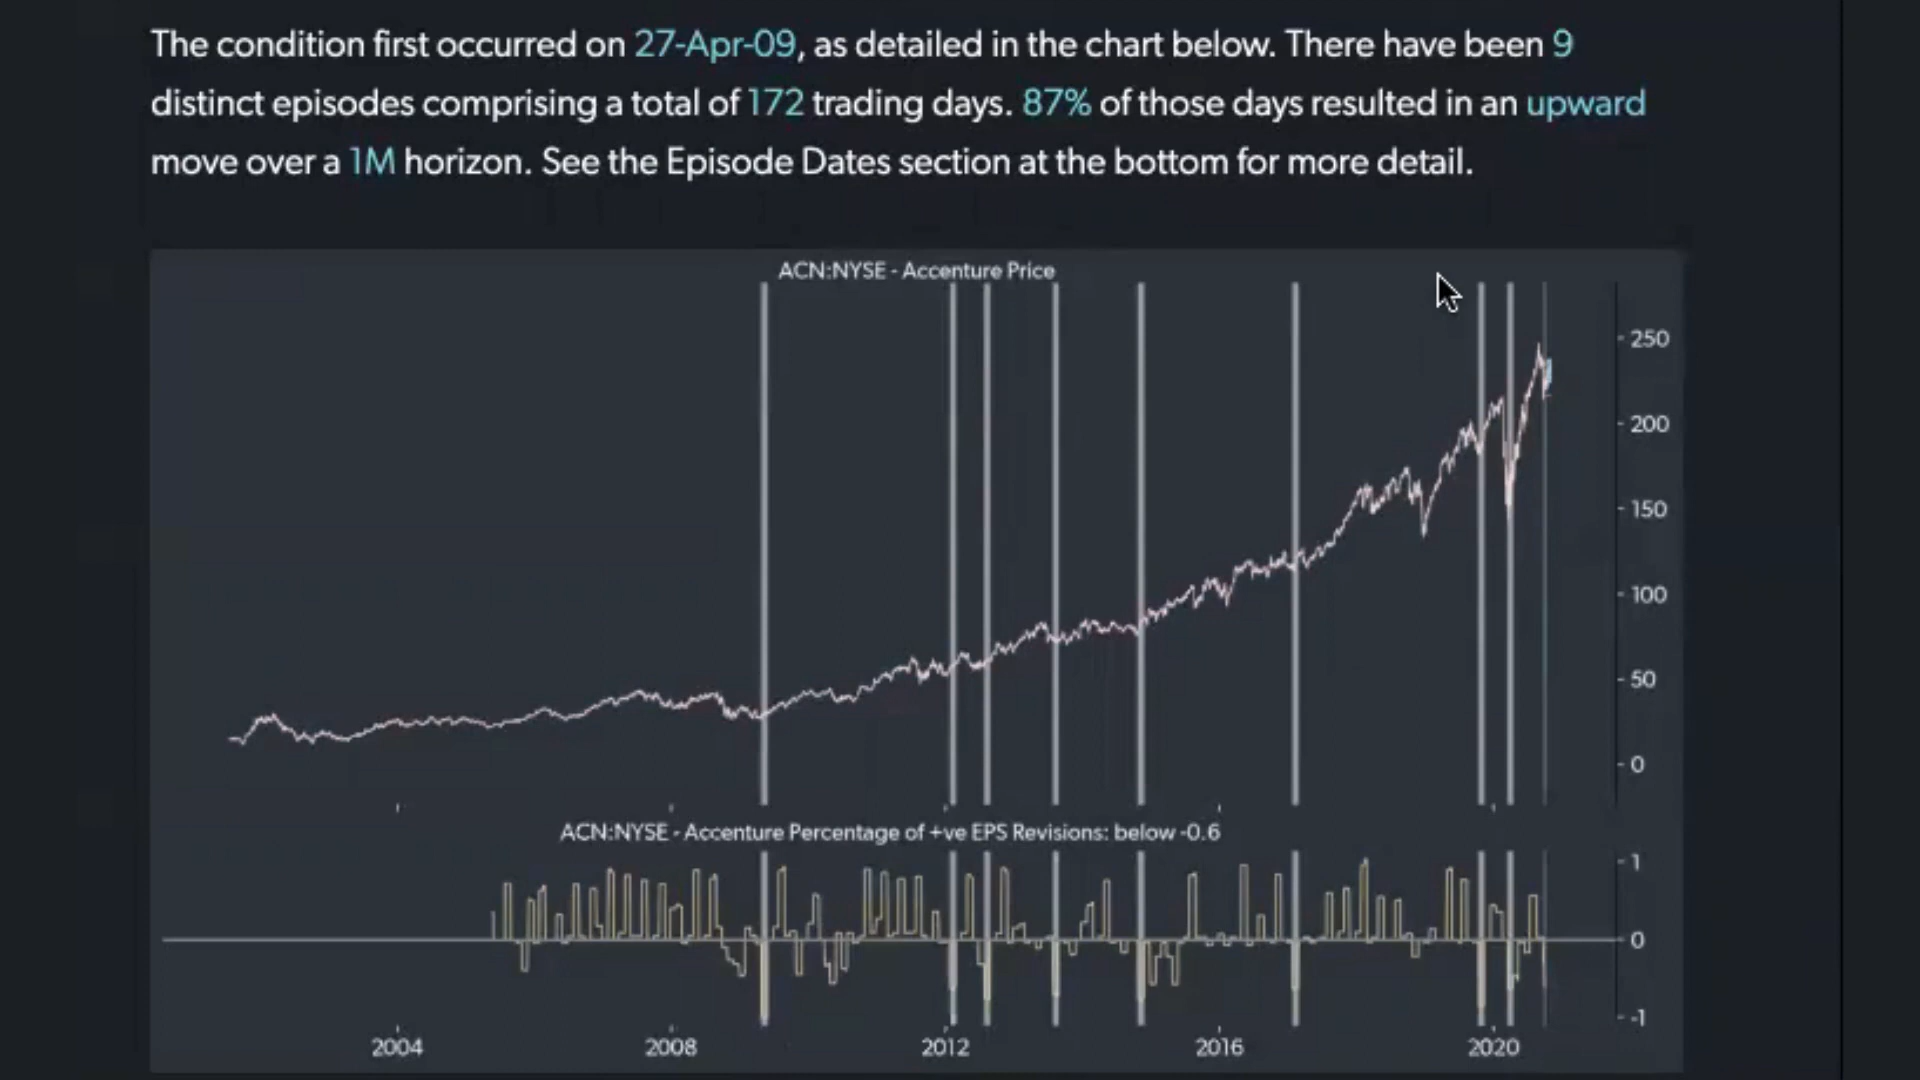 The condition first occurred on 27-Apr-09, as detailed in the chart below. There have been 9
distinct episodes comprising a total of 172 trading days. 87% of those days resulted in an upward
move over a 1M horizon. See the Episode Dates section at the bottom for more detail.
ACN:NYSE - Accenture Price
250
200
150
100
50
0
ACN:NYSE - Accenture Percentage of +ve EPS Revisions: below -0.6
1
0
-1
2004 2008 2012 2016 2020